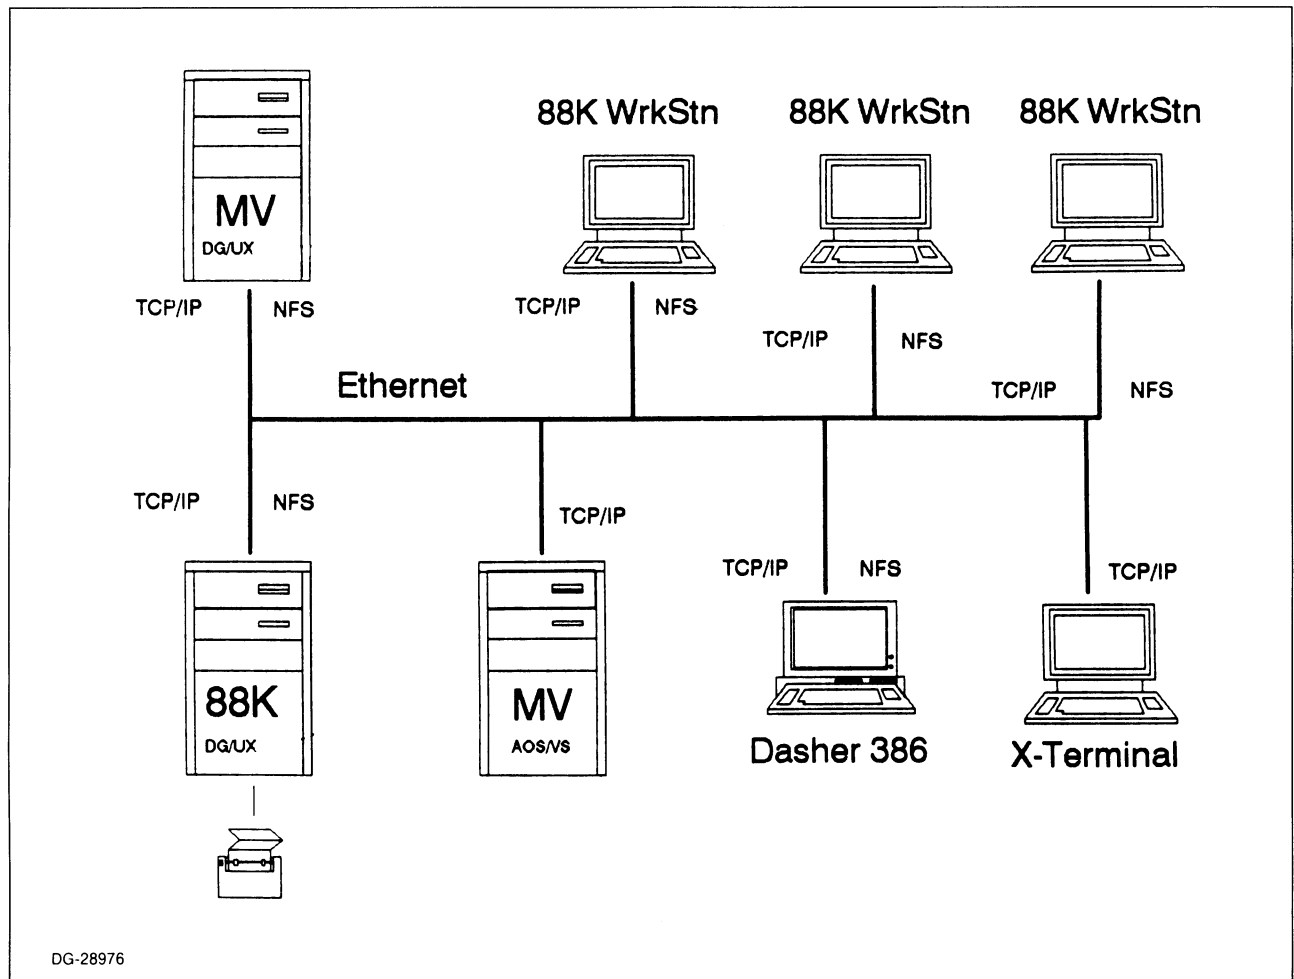 88K WrkStn
88K WrkStn
88K WrkStn
MV
DG/UX
TCP/IP NFS
TCP/IP NFS
TCP/IP NFS
Ethernet
TCP/IP NFS
TCP/IP NFS
TCP/IP
TCP/IP NFS
TCP/IP
88K
DG/UX
MV
AOS/VS
Dasher 386
X-Terminal
DG-28976